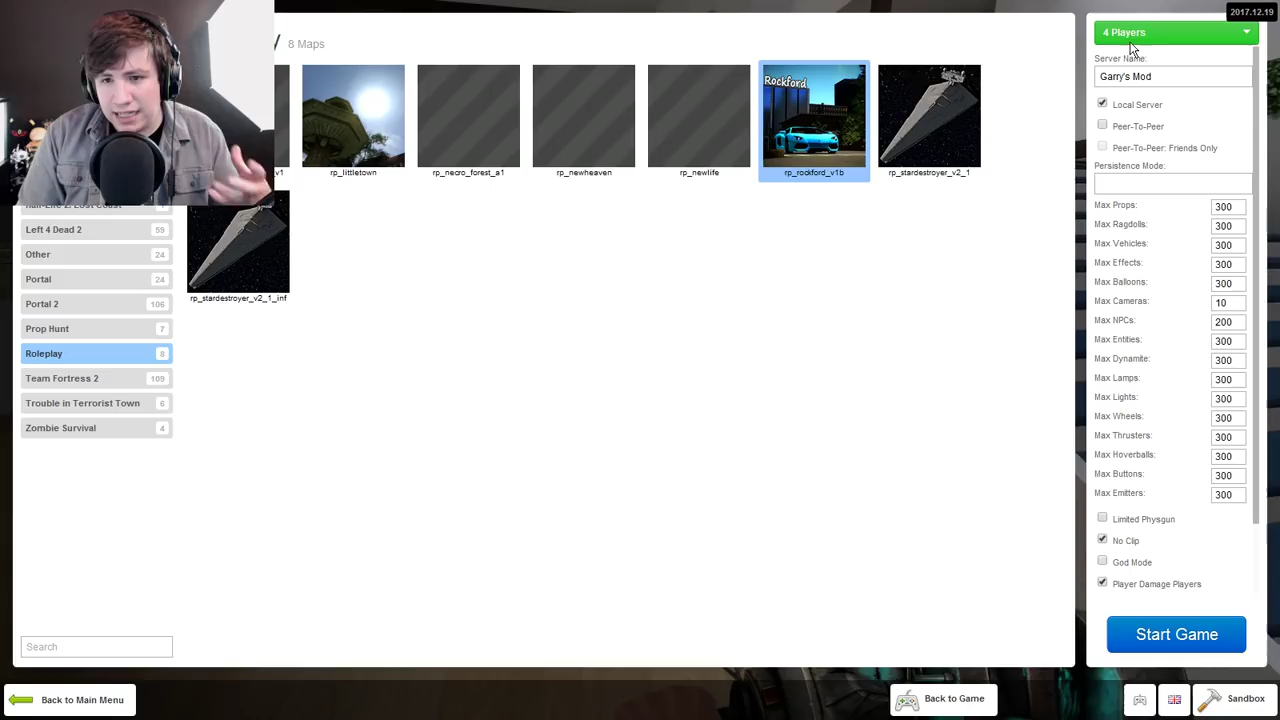 2017.12.19
8 Maps
4 Players
Server Name:
Garry's Mod
Local Server
Peer-To-Peer
Peer-To-Peer: Friends Only
Persistence Mode:
Rockford
rp_littletown
rp_necro_forest_a1
rp_newheaven
rp_newlife
rp_rockford_v1b
rp_stardestroyer_v2_1
rp_stardestroyer_v2_1_inf
Half-Life 2: Lost Coast
Left 4 Dead 2 59
Other 24
Portal 24
Portal 2 106
Prop Hunt 7
Roleplay 8
Team Fortress 2 109
Trouble in Terrorist Town 6
Zombie Survival 4
Max Props: 300
Max Ragdolls: 300
Max Vehicles: 300
Max Effects: 300
Max Balloons: 300
Max Cameras: 10
Max NPCs: 200
Max Entities: 300
Max Dynamite: 300
Max Lamps: 300
Max Lights: 300
Max Wheels: 300
Max Thrusters: 300
Max Hoverballs: 300
Max Buttons: 300
Max Emitters: 300
Limited Physgun
No Clip
God Mode
Player Damage Players
Start Game
Search
Back to Main Menu
Back to Game
Sandbox